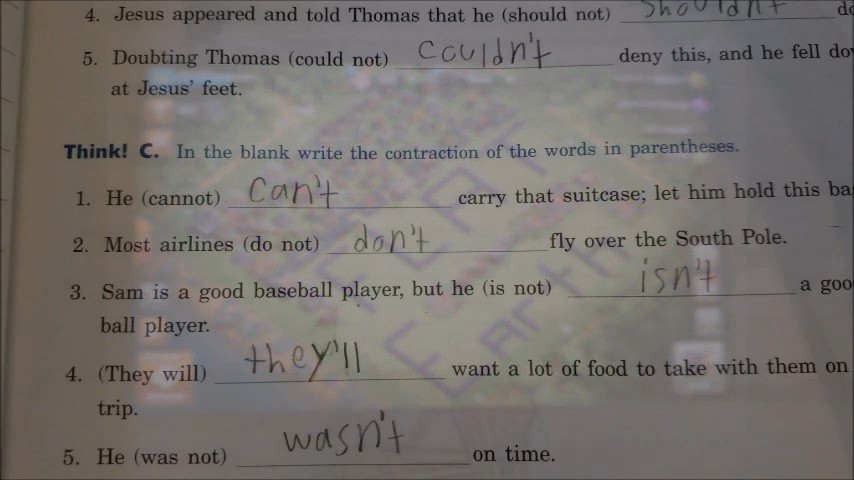 4. Jesus appeared and told Thomas that he (should not) shouldn't
5. Doubting Thomas (could not) couldn't deny this, and he fell
at Jesus' feet.
Think! C. In the blank write the contraction of the words in parentheses.
1. He (cannot) can't carry that suitcase; let him hold this
2. Most airlines (do not) don't fly over the South Pole.
3. Sam is a good baseball player, but he (is not) isn't a
ball player.
4. (They will) they'll want a lot of food to take with them on
trip.
5. He (was not) wasn't on time.